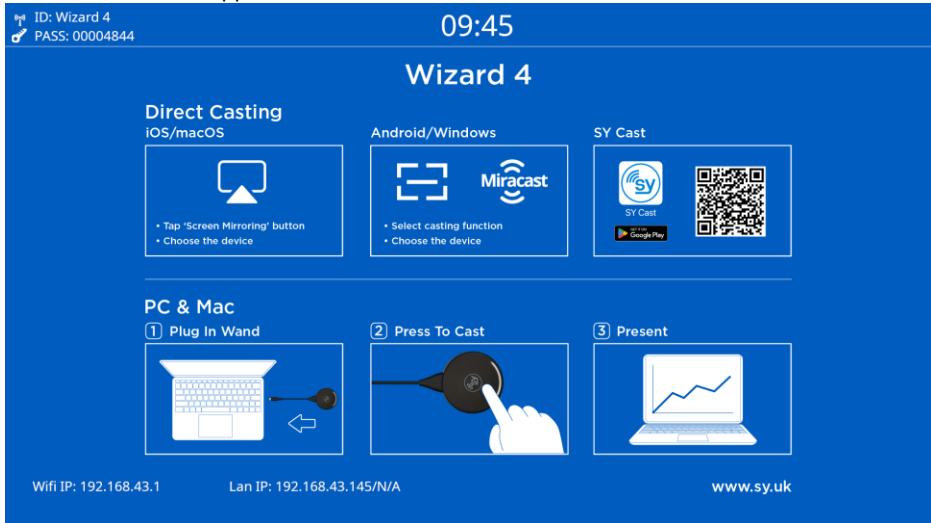 ID: Wizard 4
PASS: 00004844
09:45
Wizard 4
Direct Casting
iOS/macOS
• Tap ‘Screen Mirroring’ button
• Choose the device
Android/Windows
Miracast
• Select casting function
• Choose the device
SY Cast
sy
SY Cast
GET IT ON
Google Play
PC & Mac
1 Plug In Wand
2 Press To Cast
3 Present
Wifi IP: 192.168.43.1
Lan IP: 192.168.43.145/N/A
www.sy.uk